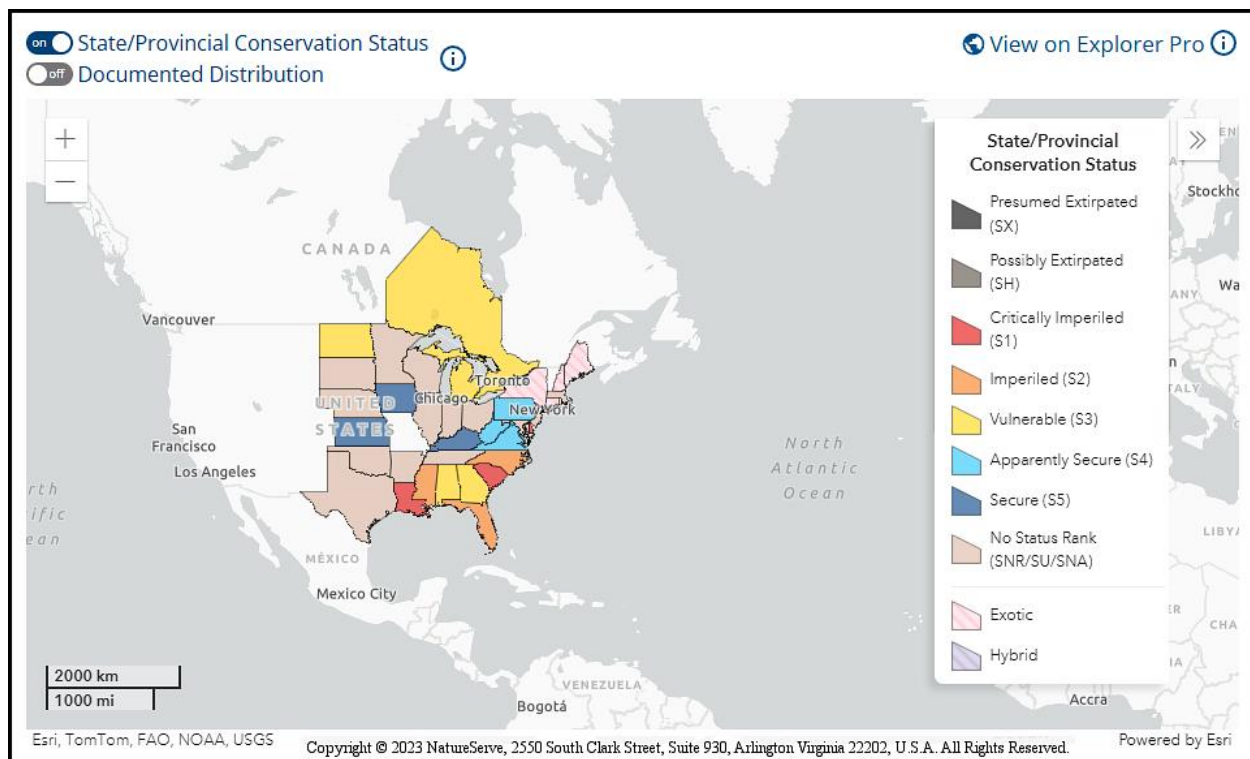 on State/Provincial Conservation Status
off Documented Distribution
View on Explorer Pro
State/Provincial
Conservation Status
Presumed Extirpated
(SX)
Possibly Extirpated
(SH)
Critically Imperiled
(S1)
Imperiled (S2)
Vulnerable (S3)
Apparently Secure (S4)
Secure (S5)
No Status Rank
(SNR/SU/SNA)
Exotic
Hybrid
CANADA
Vancouver
Toronto
Chicago
New York
UNITED
STATES
San
Francisco
Los Angeles
MÉXICO
Mexico City
North
Atlantic
Ocean
VENEZUELA
Bogotá
Accra
2000 km
1000 mi
Esri, TomTom, FAO, NOAA, USGS
Copyright © 2023 NatureServe, 2550 South Clark Street, Suite 930, Arlington Virginia 22202, U.S.A. All Rights Reserved.
Powered by Esri